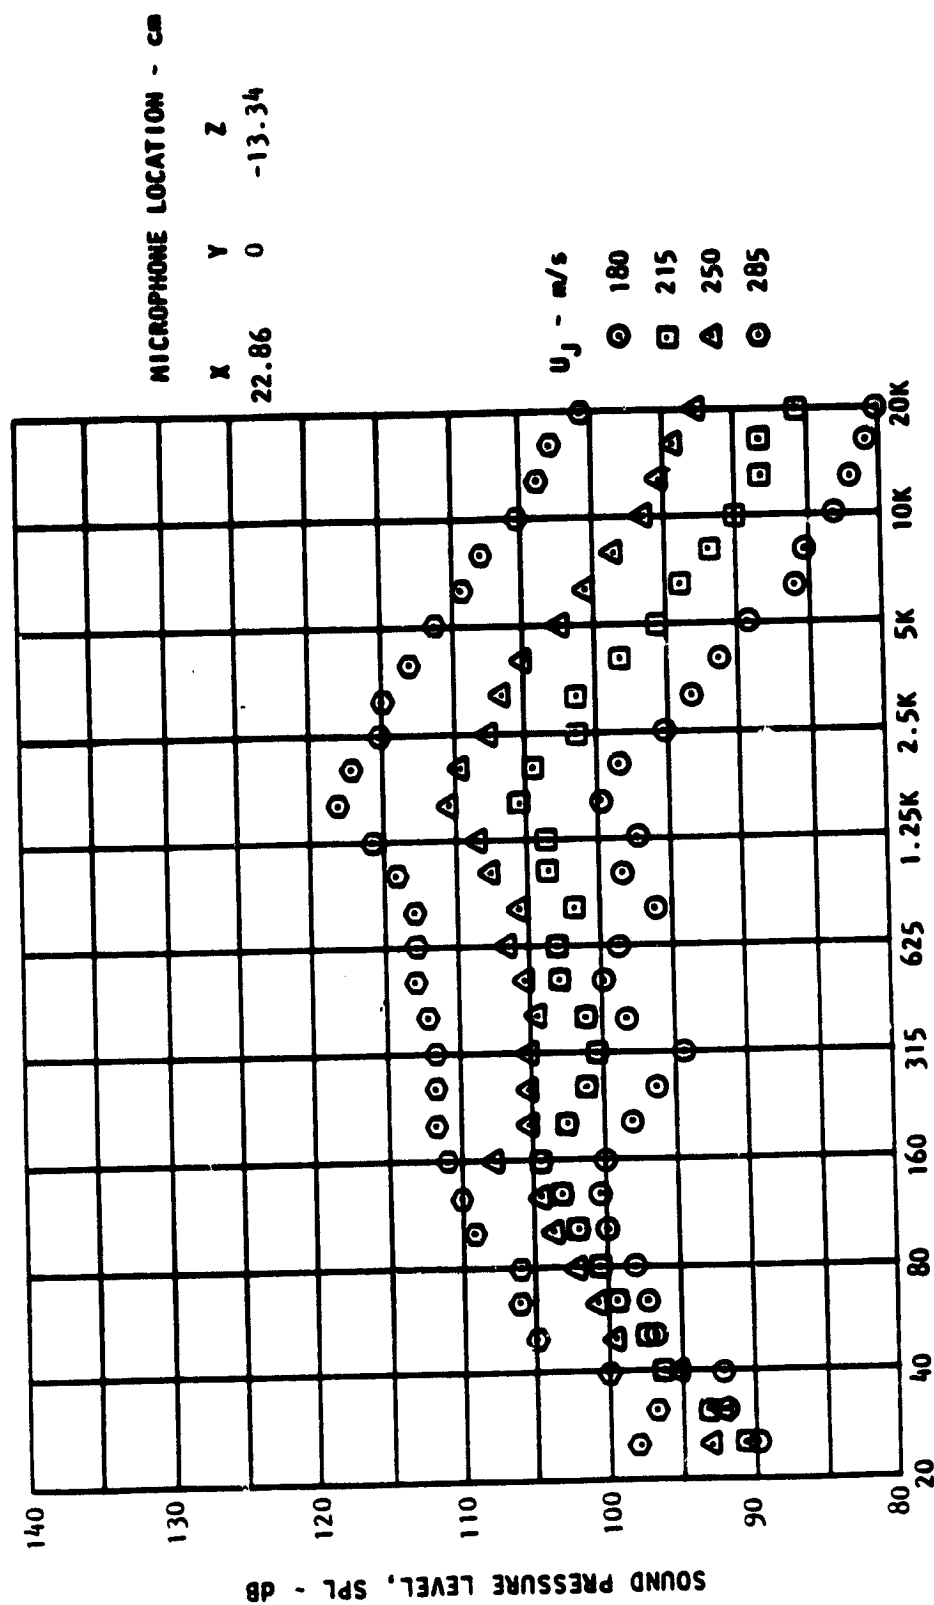 MICROPHONE LOCATION - cm
X Y Z
22.86 0 -13.34
U_J - m/s
180
215
250
285
SOUND PRESSURE LEVEL, SPL - dB
140
130
120
110
100
90
80
20 40 80 160 315 625 1.25K 2.5K 5K 10K 20K